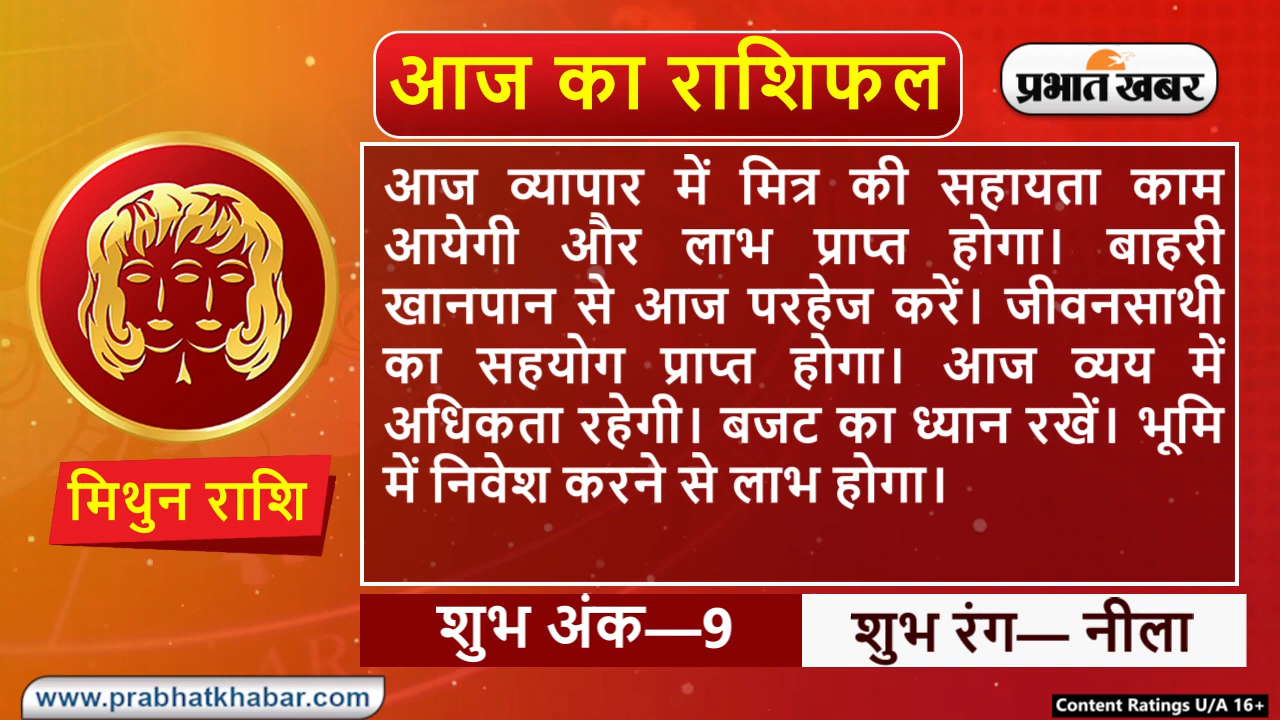 आज का राशिफल
प्रभात खबर
आज व्यापार में मित्र की सहायता काम
आयेगी और लाभ प्राप्त होगा। बाहरी
खानपान से आज परहेज करें। जीवनसाथी
का सहयोग प्राप्त होगा। आज व्यय में
अधिकता रहेगी। बजट का ध्यान रखें। भूमि
में निवेश करने से लाभ होगा।
मिथुन राशि
शुभ अंक—9
शुभ रंग— नीला
www.prabhatkhabar.com
Content Ratings U/A 16+